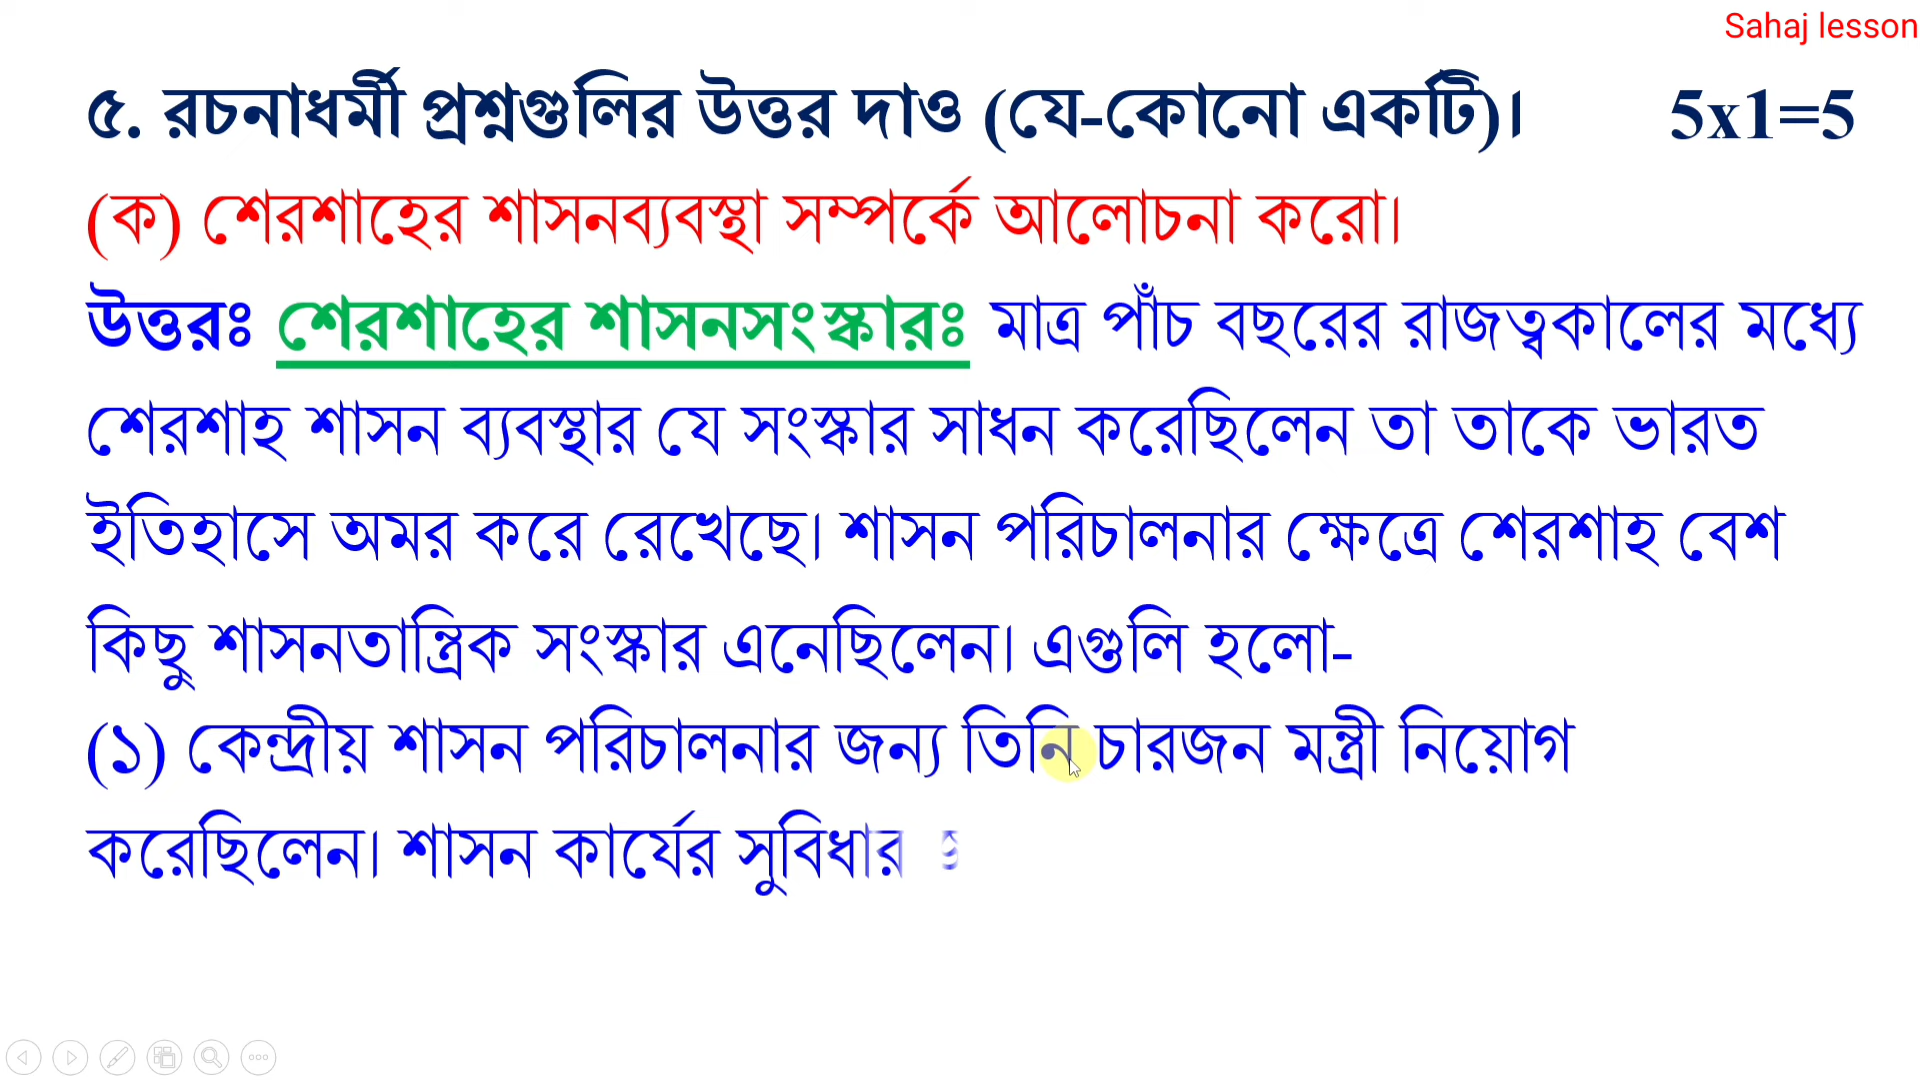 Sahaj lesson
৫. রচনাধর্মী প্রশ্নগুলির উত্তর দাও (যে-কোনো একটি)। 5x1=5
(ক) শেরশাহের শাসনব্যবস্থা সম্পর্কে আলোচনা করো।
উত্তরঃ শেরশাহের শাসনসংস্কারঃ মাত্র পাঁচ বছরের রাজত্বকালের মধ্যে
শেরশাহ শাসন ব্যবস্থার যে সংস্কার সাধন করেছিলেন তা তাকে ভারত
ইতিহাসে অমর করে রেখেছে। শাসন পরিচালনার ক্ষেত্রে শেরশাহ বেশ
কিছু শাসনতান্ত্রিক সংস্কার এনেছিলেন। এগুলি হলো-
(১) কেন্দ্রীয় শাসন পরিচালনার জন্য তিনি চারজন মন্ত্রী নিয়োগ
করেছিলেন। শাসন কার্যের সুবিধার